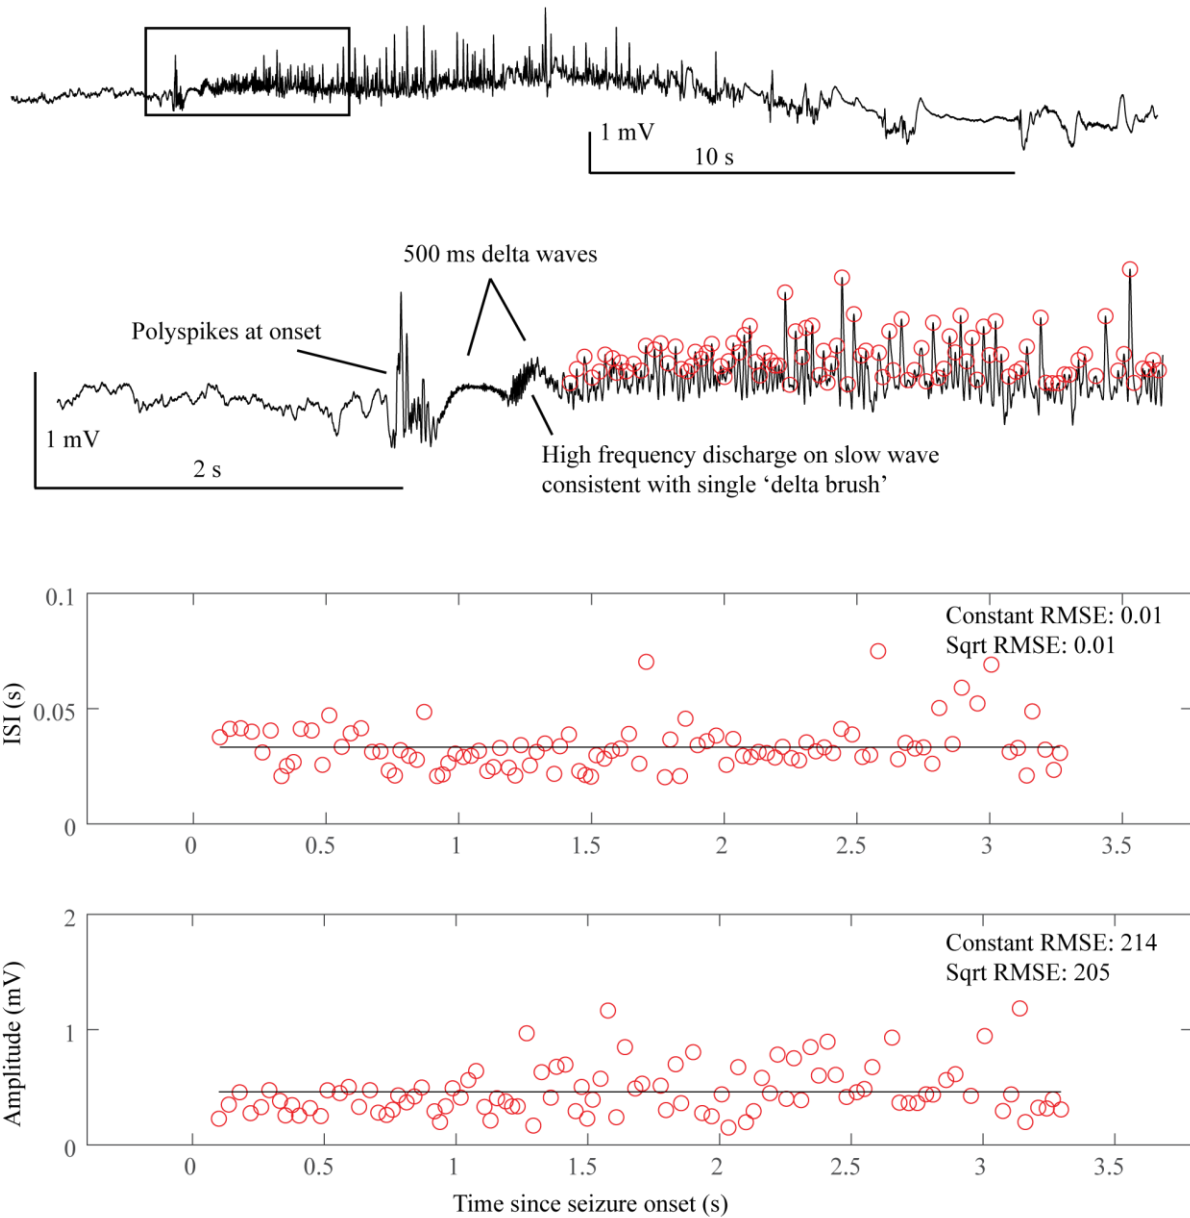 1 mV
10 s
500 ms delta waves
Polyspikes at onset
1 mV
2 s
High frequency discharge on slow wave
consistent with single ‘delta brush’
0.1
Constant RMSE: 0.01
Sqrt RMSE: 0.01
ISI (s)
0.05
0
0 0.5 1 1.5 2 2.5 3 3.5
2
Constant RMSE: 214
Sqrt RMSE: 205
Amplitude (mV)
1
0
0 0.5 1 1.5 2 2.5 3 3.5
Time since seizure onset (s)